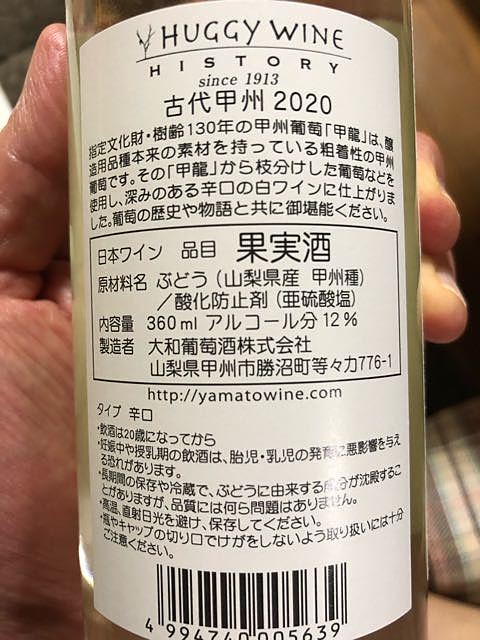 HUGGY WINE
HISTORY
since 1913
古代甲州 2020
指定文化財・樹齢130年の甲州葡萄「甲龍」は、醸
造用品種本来の素材を持っている粗着性の甲州
葡萄です。その「甲龍」から枝分けした葡萄などを
使用し、深みのある辛口の白ワインに仕上がりま
した。葡萄の歴史や物語と共に御堪能ください。
日本ワイン 品目 果実酒
原材料名 ぶどう（山梨県産 甲州種）
／酸化防止剤（亜硫酸塩）
内容量 360ml アルコール分12%
製造者 大和葡萄酒株式会社
山梨県甲州市勝沼町等々力776-1
http://yamatowine.com
タイプ 辛口
・飲酒は20歳になってから
・妊娠中や授乳期の飲酒は、胎児・乳児の発育に悪影響を与え
る恐れがあります。
・長期間の保存や冷蔵で、ぶどうに由来する成分が沈殿するこ
とがありますが、品質には何ら問題はありません。
・高温、直射日光を避け、保存してください。
・瓶やキャップの切り口でけがをしないよう取り扱いには十分
ご注意ください。
4 994740 005639